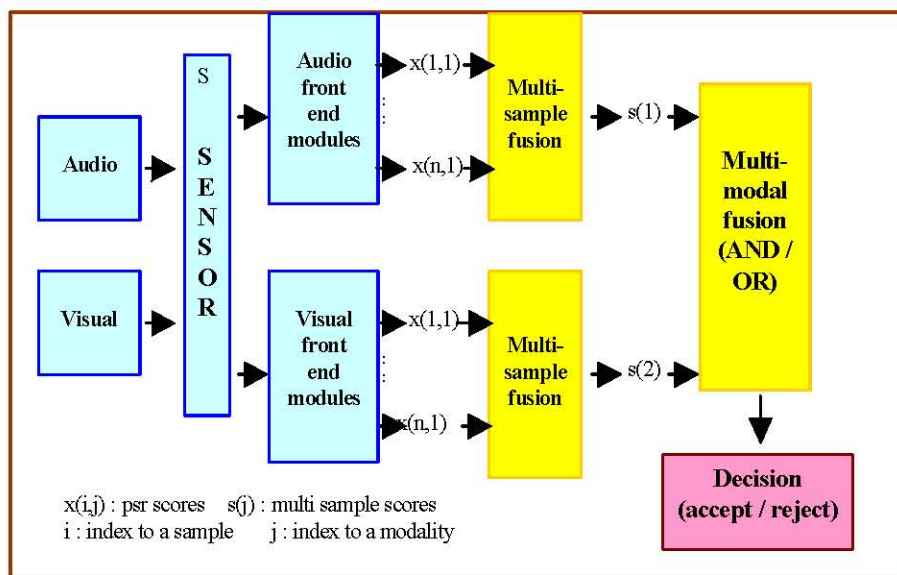 Audio
Visual
S
SENSOR
Audio
front
end
modules
x(1,1)
:
:
x(n,1)
Multi-
sample
fusion
s(1)
Visual
front
end
modules
x(1,1)
:
:
x(n,1)
Multi-
sample
fusion
s(2)
Multi-
modal
fusion
(AND /
OR)
Decision
(accept / reject)
x(i,j) : psr scores s(j) : multi sample scores
i : index to a sample j : index to a modality